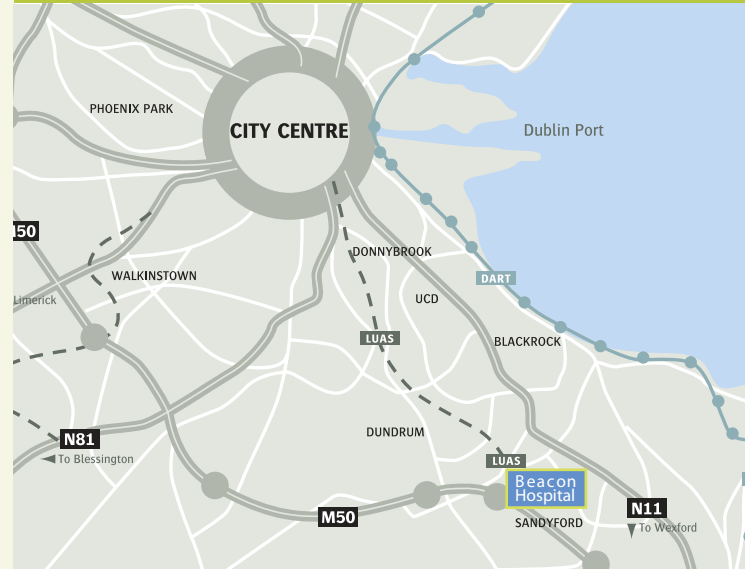 PHOENIX PARK
CITY CENTRE
Dublin Port
M50
DONNYBROOK
WALKINSTOWN
DART
Limerick
UCD
LUAS
BLACKROCK
DUNDRUM
N81
To Blessington
LUAS
Beacon
Hospital
M50
SANDYFORD
N11
To Wexford